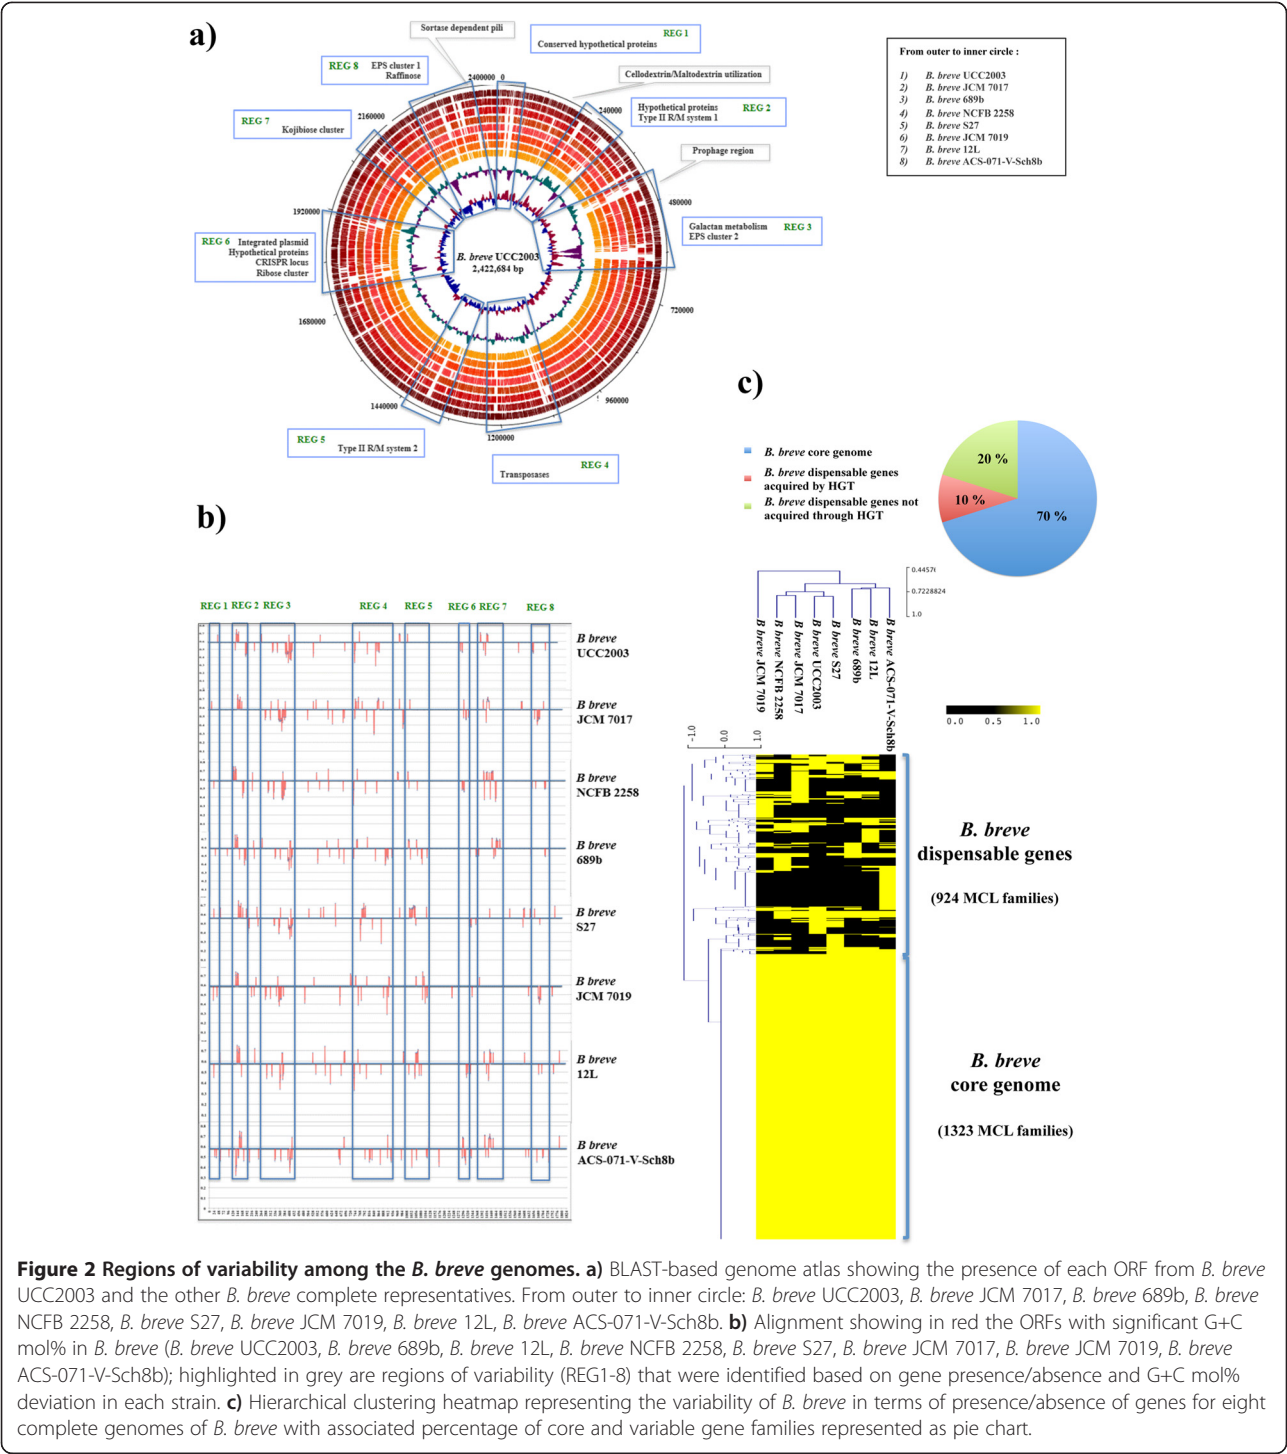 a)
Sortase dependent pili
REG 1
Conserved hypothetical proteins
REG 8 EPS cluster 1
Raffinose
Cellodextrin/Maltodextrin utilization
Hypothetical proteins REG 2
Type II R/M system 1
REG 7
Kojibiose cluster
Prophage region
Galactan metabolism REG 3
EPS cluster 2
REG 6 Integrated plasmid
Hypothetical proteins
CRISPR locus
Ribose cluster
REG 5
Type II R/M system 2
REG 4
Transposases
2400000 0
240000
480000
720000
960000
1200000
1440000
1680000
1920000
2160000
B. breve UCC2003
2,422,684 bp
From outer to inner circle :
1) B. breve UCC2003
2) B. breve JCM 7017
3) B. breve 689b
4) B. breve NCFB 2258
5) B. breve S27
6) B. breve JCM 7019
7) B. breve 12L
8) B. breve ACS-071-V-Sch8b
c)
B. breve core genome
B. breve dispensable genes
acquired by HGT
B. breve dispensable genes not
acquired through HGT
20 %
10 %
70 %
b)
REG 1 REG 2 REG 3 REG 4 REG 5 REG 6 REG 7 REG 8
B breve
UCC2003
B breve
JCM 7017
B breve
NCFB 2258
B breve
689b
B breve
S27
B breve
JCM 7019
B breve
12L
B breve
ACS-071-V-Sch8b
0.7228824
1.0
B breve JCM 7019
B breve NCFB 2258
B breve JCM 7017
B breve UCC2003
B breve S27
B breve 689b
B breve 12L
B breve ACS-071-V-Sch8b
-1.0
0.0
1.0
0.0 0.5 1.0
B. breve
dispensable genes
(924 MCL families)
B. breve
core genome
(1323 MCL families)
Figure 2 Regions of variability among the B. breve genomes. a) BLAST-based genome atlas showing the presence of each ORF from B. breve
UCC2003 and the other B. breve complete representatives. From outer to inner circle: B. breve UCC2003, B. breve JCM 7017, B. breve 689b, B. breve
NCFB 2258, B. breve S27, B. breve JCM 7019, B. breve 12L, B. breve ACS-071-V-Sch8b. b) Alignment showing in red the ORFs with significant G+C
mol% in B. breve (B. breve UCC2003, B. breve 689b, B. breve 12L, B. breve NCFB 2258, B. breve S27, B. breve JCM 7017, B. breve JCM 7019, B. breve
ACS-071-V-Sch8b); highlighted in grey are regions of variability (REG1-8) that were identified based on gene presence/absence and G+C mol%
deviation in each strain. c) Hierarchical clustering heatmap representing the variability of B. breve in terms of presence/absence of genes for eight
complete genomes of B. breve with associated percentage of core and variable gene families represented as pie chart.